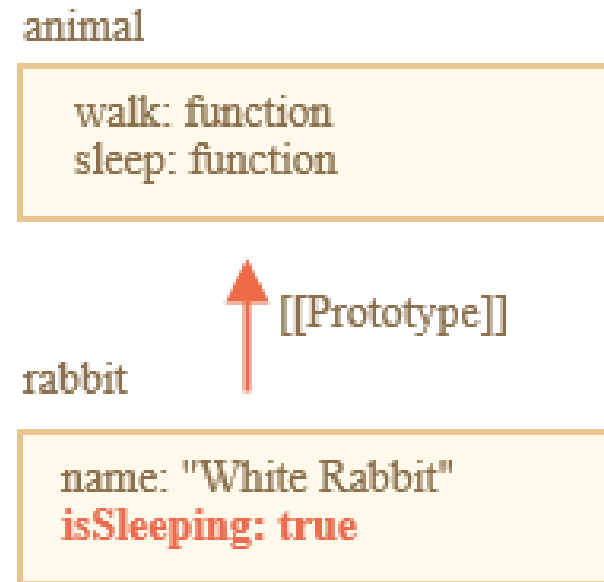 animal
walk: function
sleep: function
[[Prototype]]
rabbit
name: "White Rabbit"
isSleeping: true